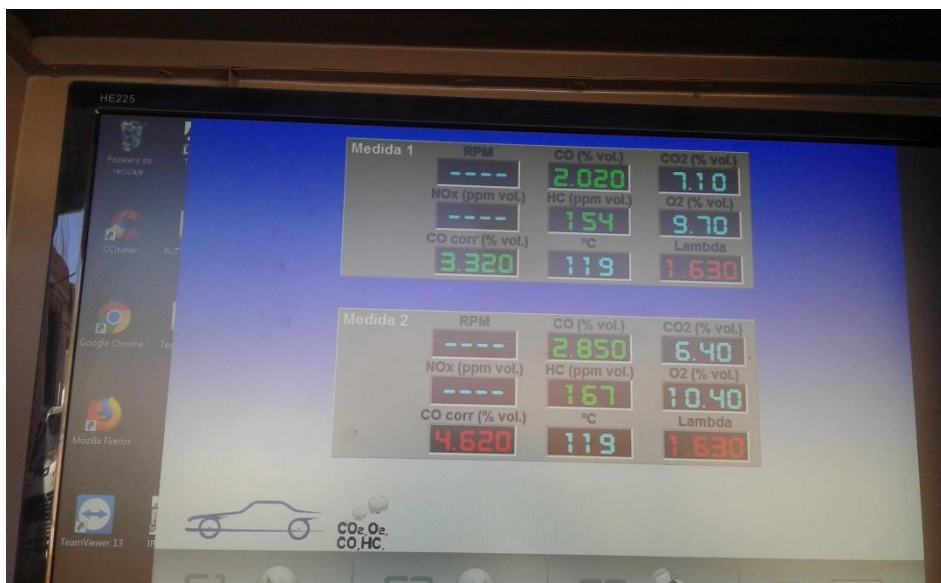 HE225
Papelera de
reciclaje
CCleaner
Google Chrome
Mozilla Firefox
TeamViewer 13
Medida 1
RPM
CO (% vol.)
CO2 (% vol.)
----
2.020
7.10
NOx (ppm vol.)
HC (ppm vol.)
O2 (% vol.)
----
154
9.70
CO corr (% vol.)
°C
Lambda
3.320
119
1.630
Medida 2
RPM
CO (% vol.)
CO2 (% vol.)
----
2.850
6.40
NOx (ppm vol.)
HC (ppm vol.)
O2 (% vol.)
----
167
10.40
CO corr (% vol.)
°C
Lambda
4.620
119
1.630
CO2,O2,
CO,HC.